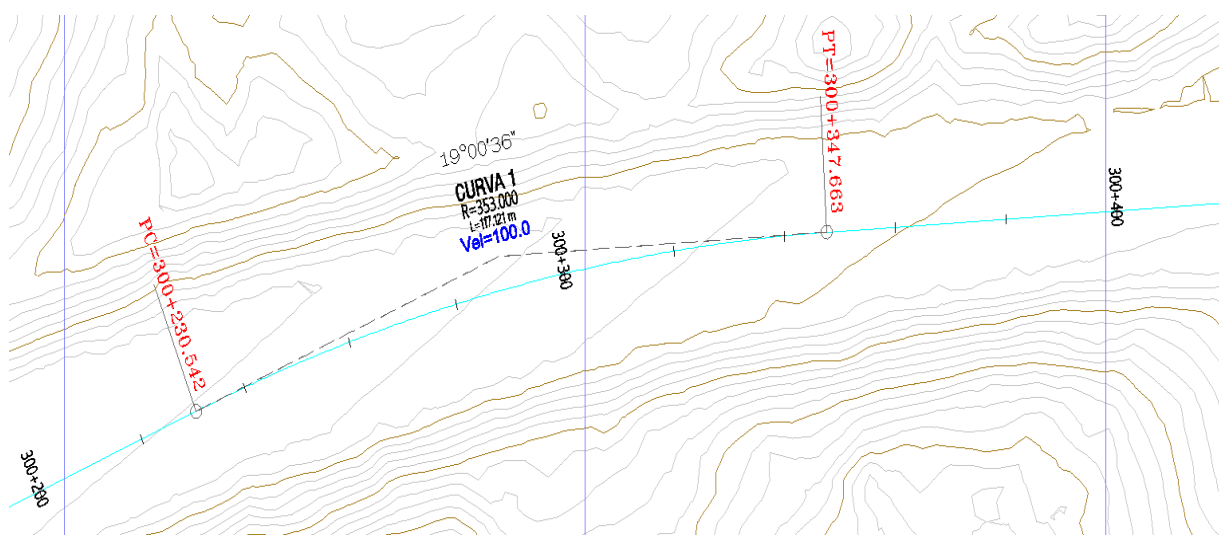 19°00'36"
CURVA 1
R=353.000
L=117.121 m
Vel=100.0
PC=300+230.542
PT=300+347.663
300+200
300+300
300+400